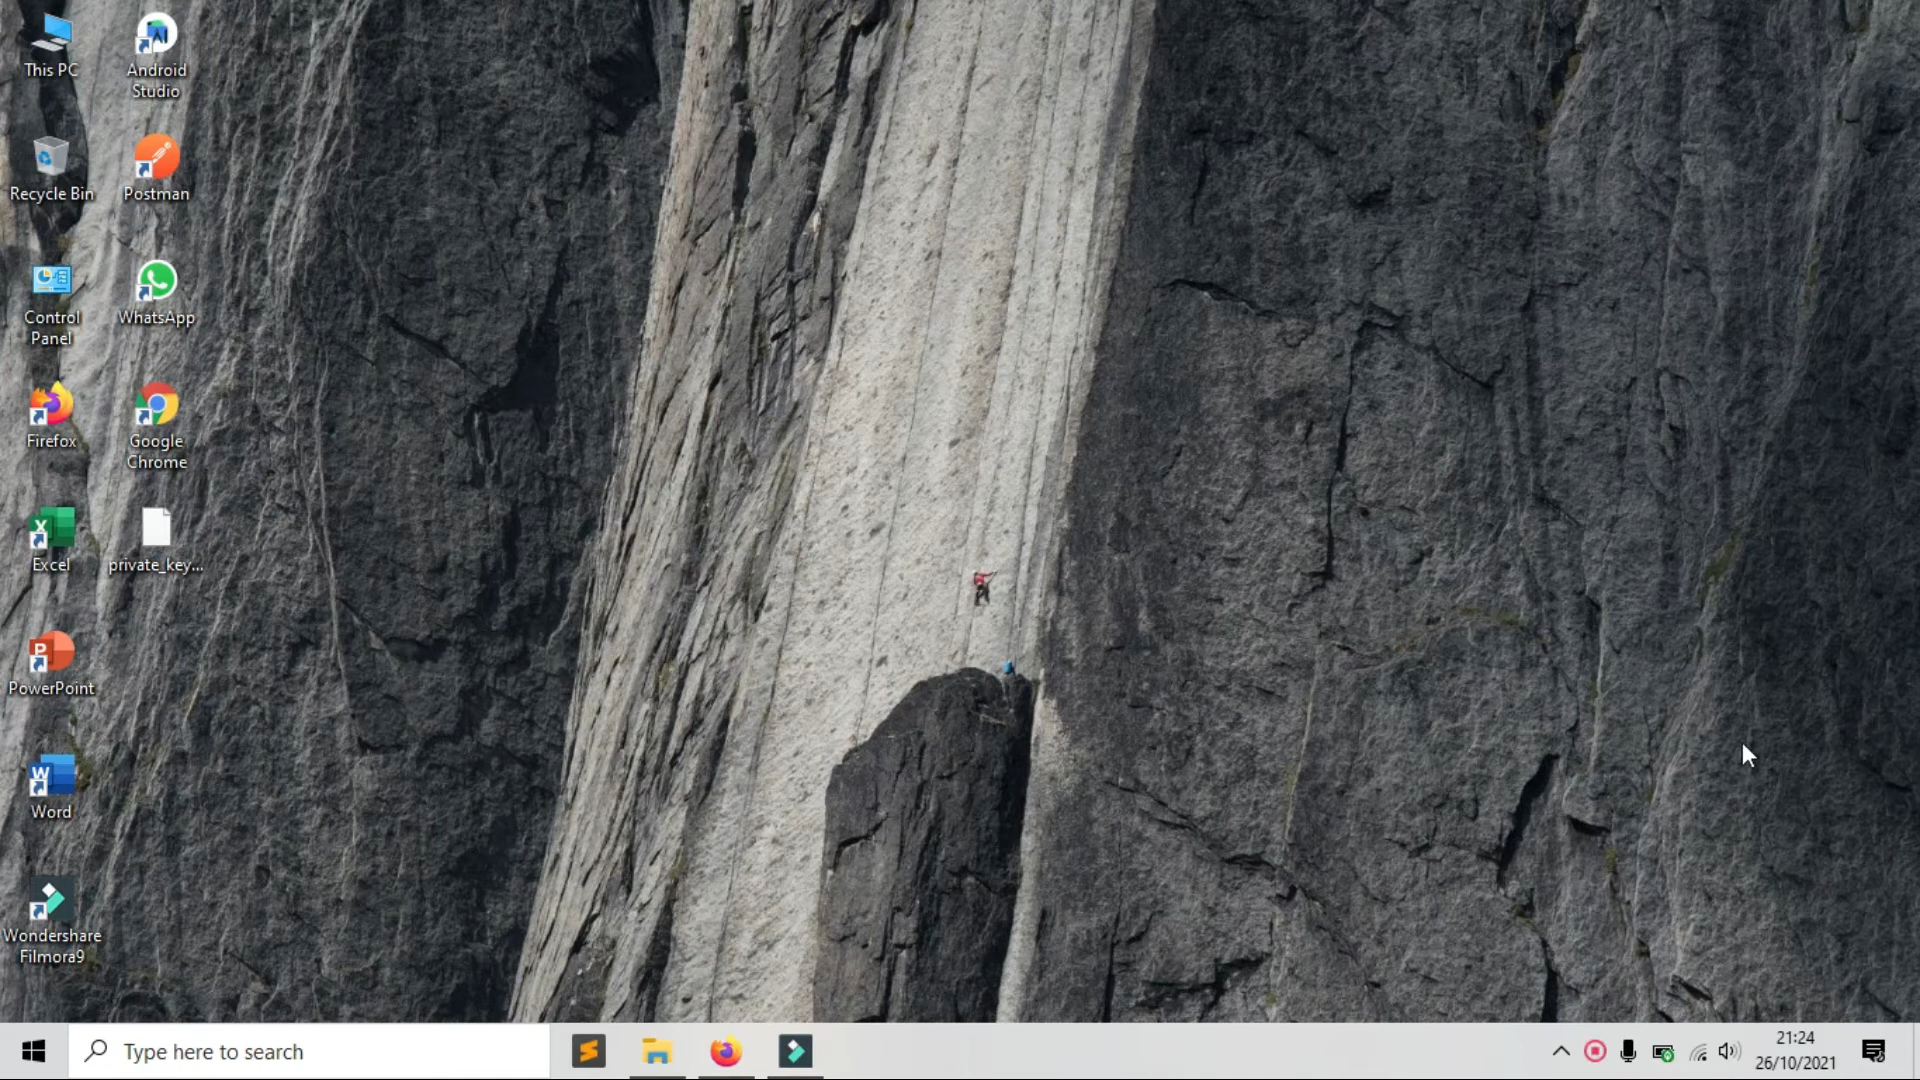 This PC
Android
Studio
Recycle Bin
Postman
Control
Panel
WhatsApp
Firefox
Google
Chrome
Excel
private_key...
PowerPoint
Word
Wondershare
Filmora9
Type here to search
21:24
26/10/2021